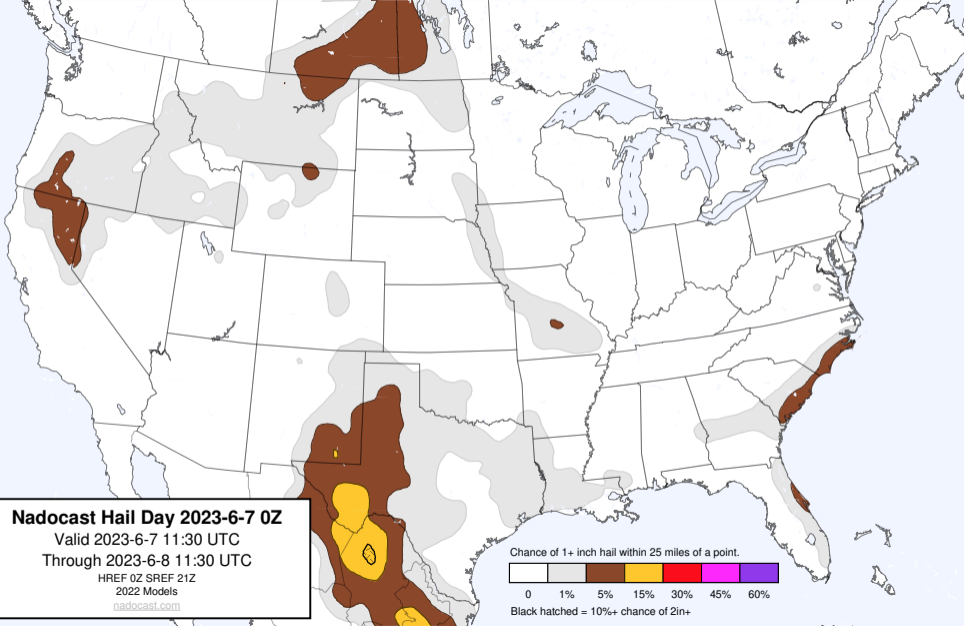 Nadocast Hail Day 2023-6-7 0Z
Valid 2023-6-7 11:30 UTC
Through 2023-6-8 11:30 UTC
HREF 0Z SREF 21Z
2022 Models
nadocast.com
Chance of 1+ inch hail within 25 miles of a point.
0 1% 5% 15% 30% 45% 60%
Black hatched = 10%+ chance of 2in+